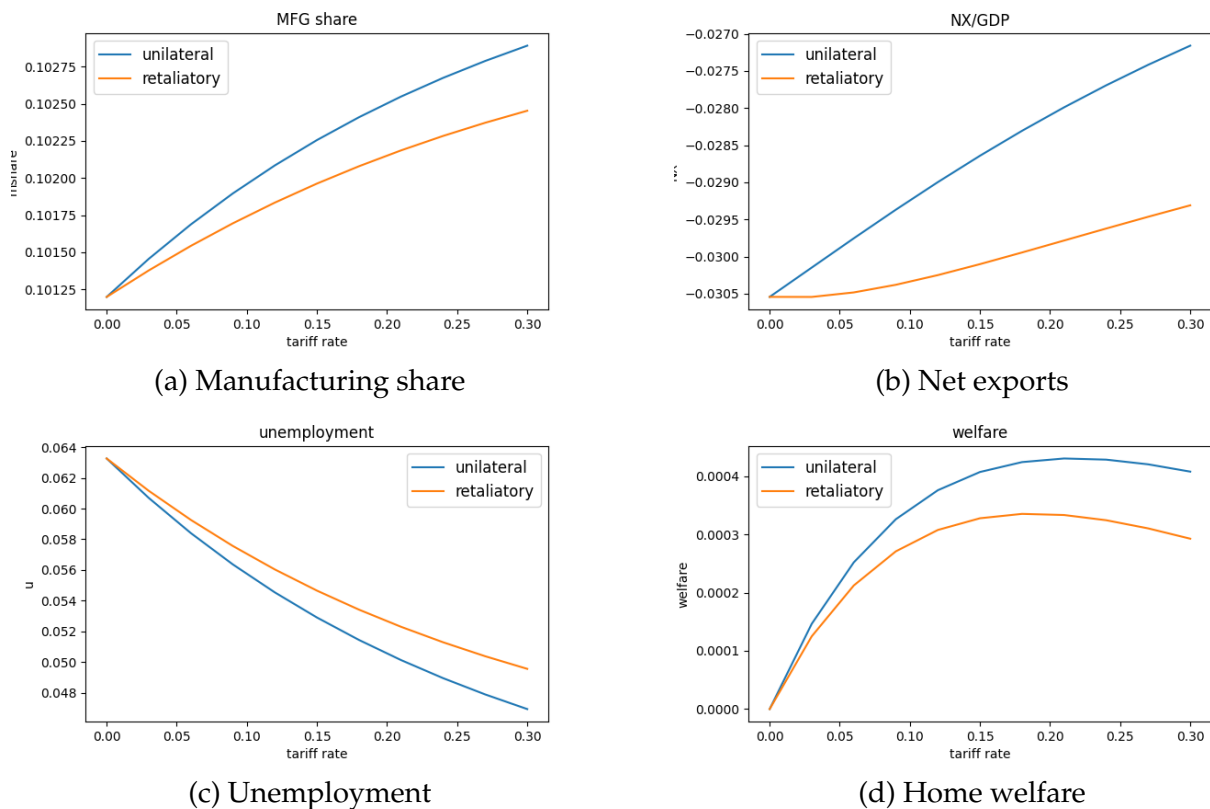 MFG share
unilateral
retaliatory
0.10275
0.10250
0.10225
0.10200
0.10175
0.10150
0.10125
0.00 0.05 0.10 0.15 0.20 0.25 0.30
tariff rate
(a) Manufacturing share
NX/GDP
unilateral
retaliatory
−0.0270
−0.0275
−0.0280
−0.0285
−0.0290
−0.0295
−0.0300
−0.0305
0.00 0.05 0.10 0.15 0.20 0.25 0.30
tariff rate
(b) Net exports
unemployment
unilateral
retaliatory
u
0.064
0.062
0.060
0.058
0.056
0.054
0.052
0.050
0.048
0.00 0.05 0.10 0.15 0.20 0.25 0.30
tariff rate
(c) Unemployment
welfare
unilateral
retaliatory
welfare
0.0004
0.0003
0.0002
0.0001
0.0000
0.00 0.05 0.10 0.15 0.20 0.25 0.30
tariff rate
(d) Home welfare